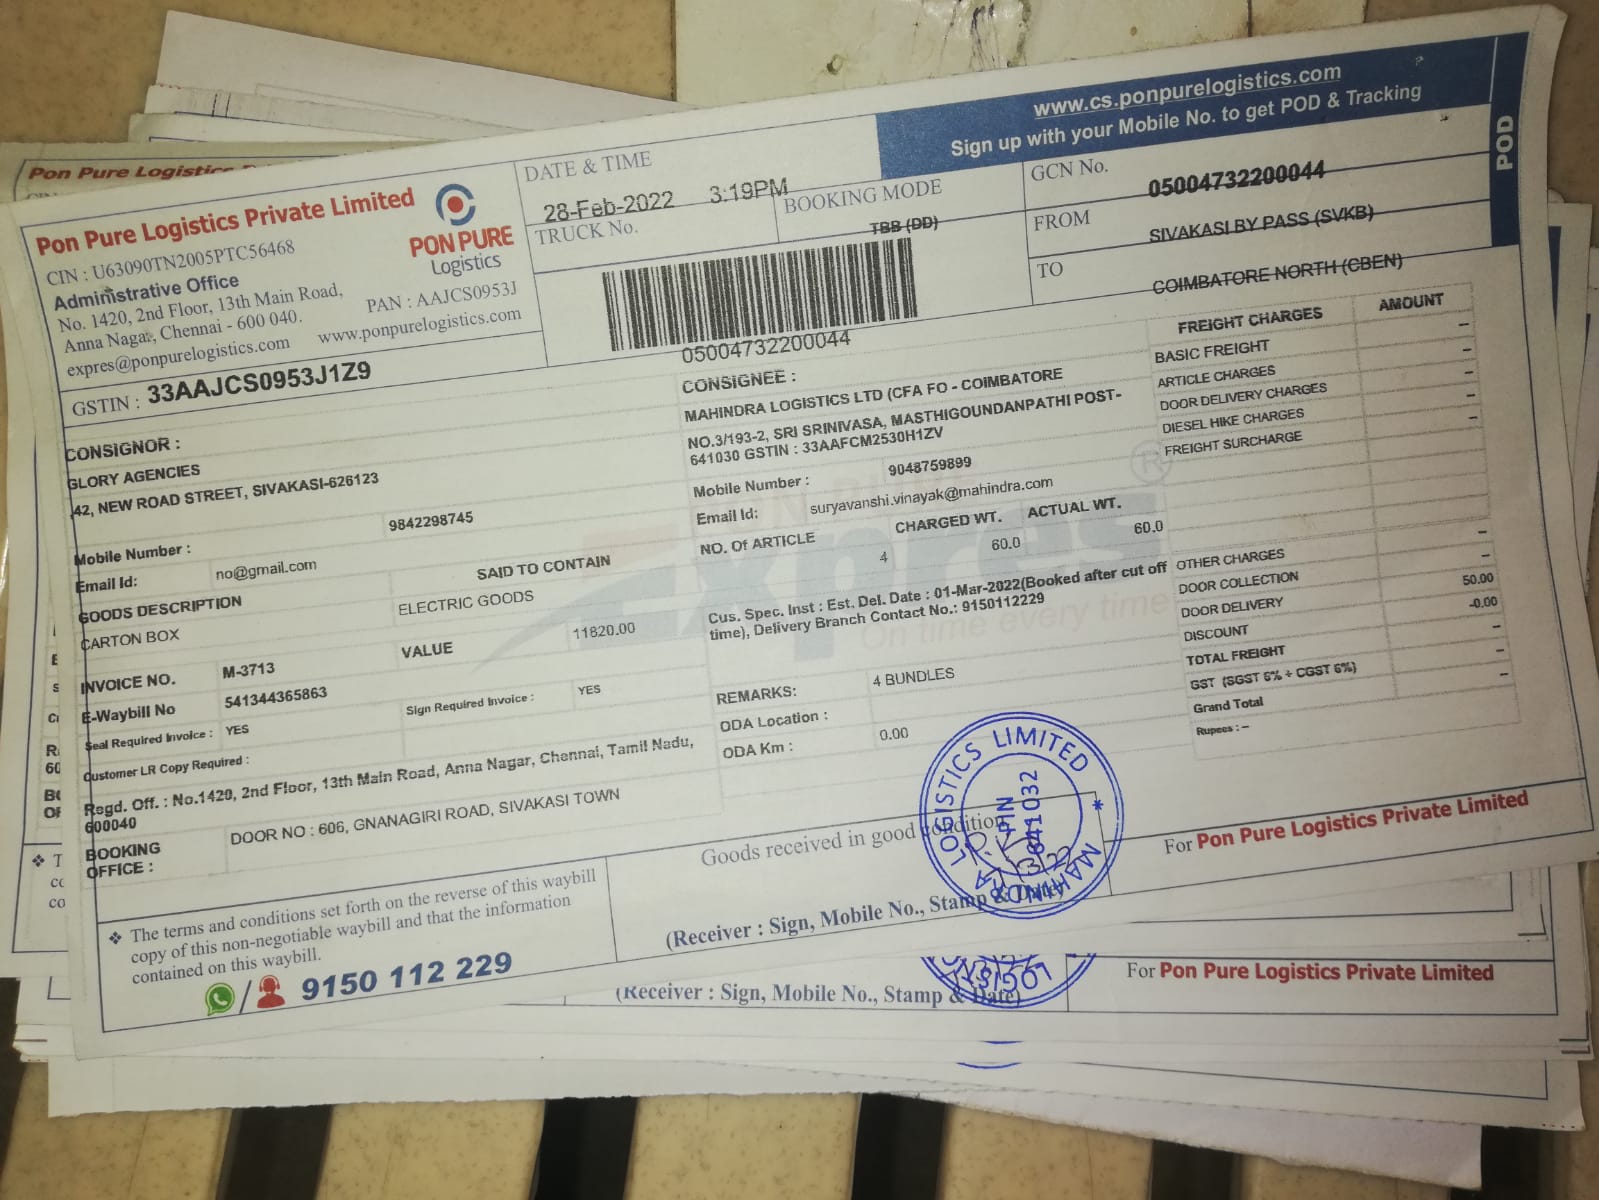 www.cs.ponpurelogistics.com
Sign up with your Mobile No. to get POD & Tracking
POD
Pon Pure Logistics
Pon Pure Logistics Private Limited
CIN : U63090TN2005PTC56468
Administrative Office
No. 1420, 2nd Floor, 13th Main Road,
Anna Nagar, Chennai - 600 040.
PAN : AAJCS0953J
expres@ponpurelogistics.com www.ponpurelogistics.com
PON PURE
Logistics
GSTIN : 33AAJCS0953J1Z9
DATE & TIME
28-Feb-2022 3:19PM
TRUCK No.
BOOKING MODE
TBB (DD)
GCN No.
05004732200044
FROM
SIVAKASI BY PASS (SVKB)
TO
COIMBATORE NORTH (CBEN)
05004732200044
CONSIGNOR :
GLORY AGENCIES
42, NEW ROAD STREET, SIVAKASI-626123
Mobile Number : 9842298745
Email Id: no@gmail.com
GOODS DESCRIPTION SAID TO CONTAIN
CARTON BOX ELECTRIC GOODS
INVOICE NO. M-3713 VALUE 11820.00
E-Waybill No 541344365863
Seal Required Invoice : YES Sign Required Invoice : YES
Customer LR Copy Required :
Regd. Off. : No.1420, 2nd Floor, 13th Main Road, Anna Nagar, Chennai, Tamil Nadu,
600040
BOOKING
OFFICE : DOOR NO : 606, GNANAGIRI ROAD, SIVAKASI TOWN
CONSIGNEE :
MAHINDRA LOGISTICS LTD (CFA FO - COIMBATORE
NO.3/193-2, SRI SRINIVASA, MASTHIGOUNDANPATHI POST-
641030 GSTIN : 33AAFCM2530H1ZV
Mobile Number : 9048759899
Email Id: suryavanshi.vinayak@mahindra.com
NO. Of ARTICLE CHARGED WT. ACTUAL WT.
4 60.0 60.0
Cus. Spec. Inst : Est. Del. Date : 01-Mar-2022(Booked after cut off
time), Delivery Branch Contact No.: 9150112229
REMARKS: 4 BUNDLES
ODA Location :
ODA Km : 0.00
Expres
On time every time
FREIGHT CHARGES AMOUNT
BASIC FREIGHT –
ARTICLE CHARGES –
DOOR DELIVERY CHARGES –
DIESEL HIKE CHARGES –
FREIGHT SURCHARGE –
OTHER CHARGES –
DOOR COLLECTION –
DOOR DELIVERY 50.00
DISCOUNT -0.00
TOTAL FREIGHT –
GST (SGST 6% + CGST 6%) –
Grand Total –
Rupees : –
Goods received in good condition
MAHINDRA LOGISTICS LIMITED *
PIN
641032
(Receiver : Sign, Mobile No., Stamp & Date)
For Pon Pure Logistics Private Limited
❖ The terms and conditions set forth on the reverse of this waybill
copy of this non-negotiable waybill and that the information
contained on this waybill.
/ 9150 112 229
(Receiver : Sign, Mobile No., Stamp & Date)
For Pon Pure Logistics Private Limited